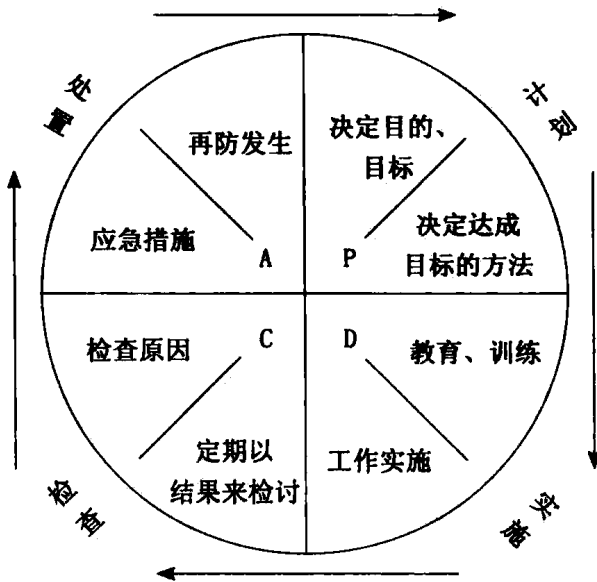 处置
计划
再防发生
决定目的、
目标
应急措施
A
P
决定达成
目标的方法
检查原因
C
D
教育、训练
定期以
结果来检讨
工作实施
检查
实施